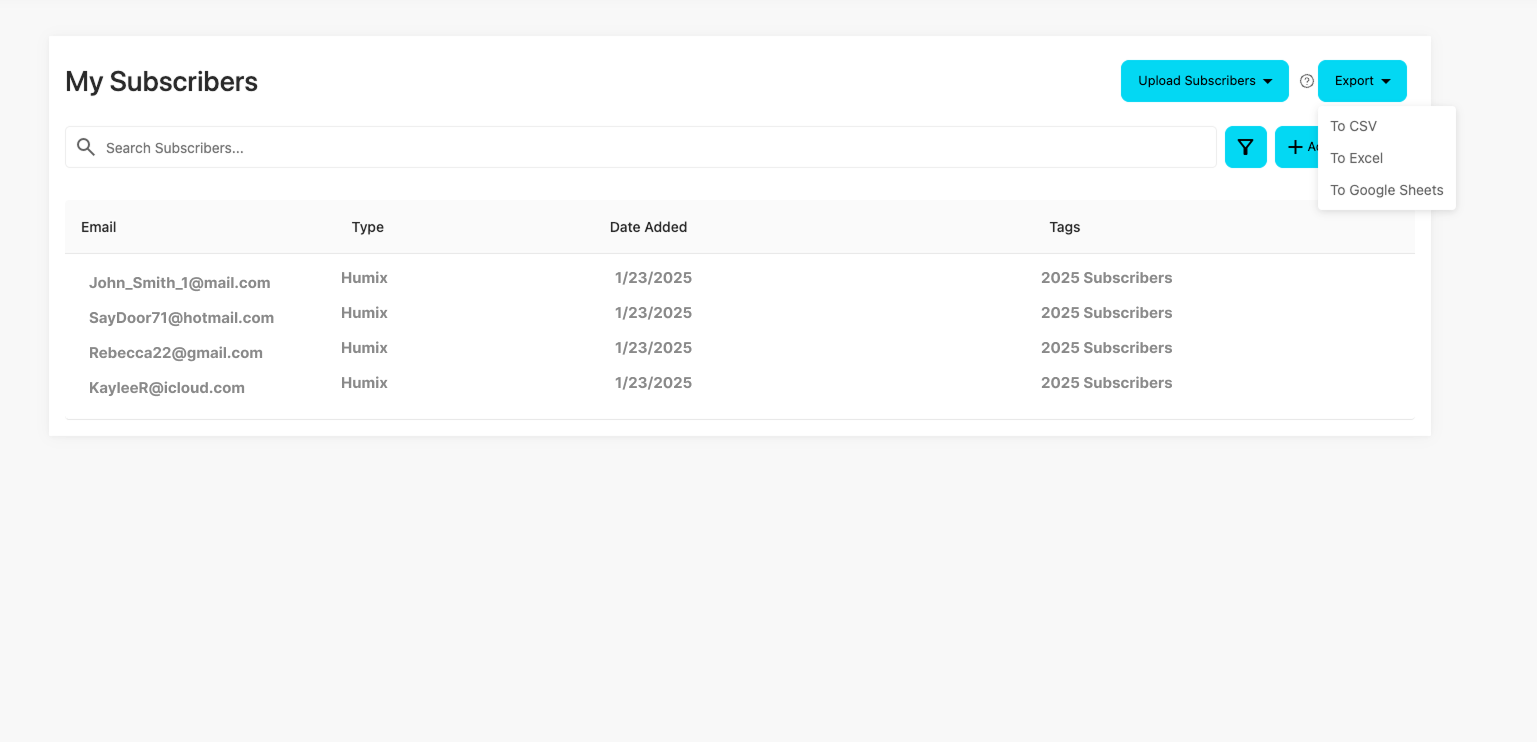 My Subscribers
Upload Subscribers
Export
To CSV
To Excel
To Google Sheets
Search Subscribers...
Email Type Date Added Tags
John_Smith_1@mail.com Humix 1/23/2025 2025 Subscribers
SayDoor71@hotmail.com Humix 1/23/2025 2025 Subscribers
Rebecca22@gmail.com Humix 1/23/2025 2025 Subscribers
KayleeR@icloud.com Humix 1/23/2025 2025 Subscribers